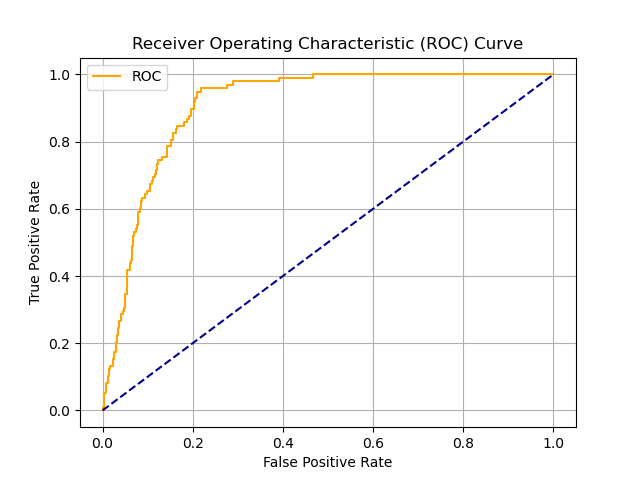 Receiver Operating Characteristic (ROC) Curve
ROC
1.0
0.8
0.6
0.4
0.2
0.0
True Positive Rate
0.0 0.2 0.4 0.6 0.8 1.0
False Positive Rate